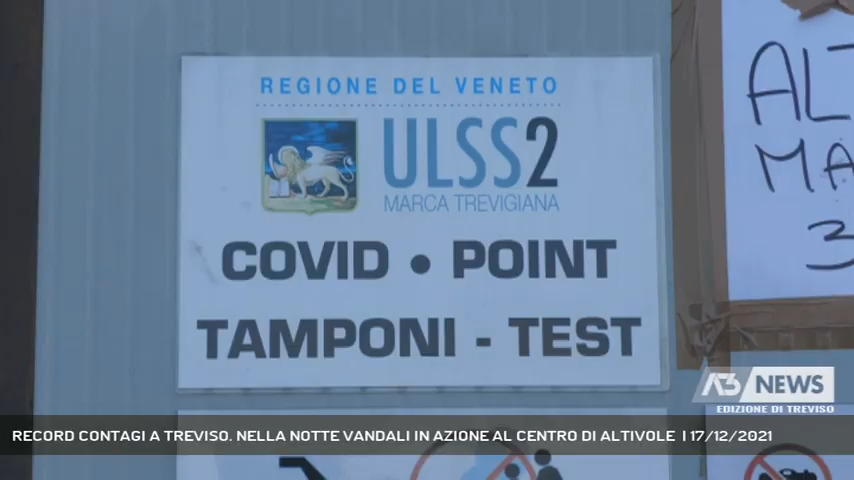 REGIONE DEL VENETO
ULSS2
MARCA TREVIGIANA
COVID • POINT
TAMPONI - TEST
AL
MA
3
A3 NEWS
EDIZIONE DI TREVISO
RECORD CONTAGI A TREVISO. NELLA NOTTE VANDALI IN AZIONE AL CENTRO DI ALTIVOLE | 17/12/2021